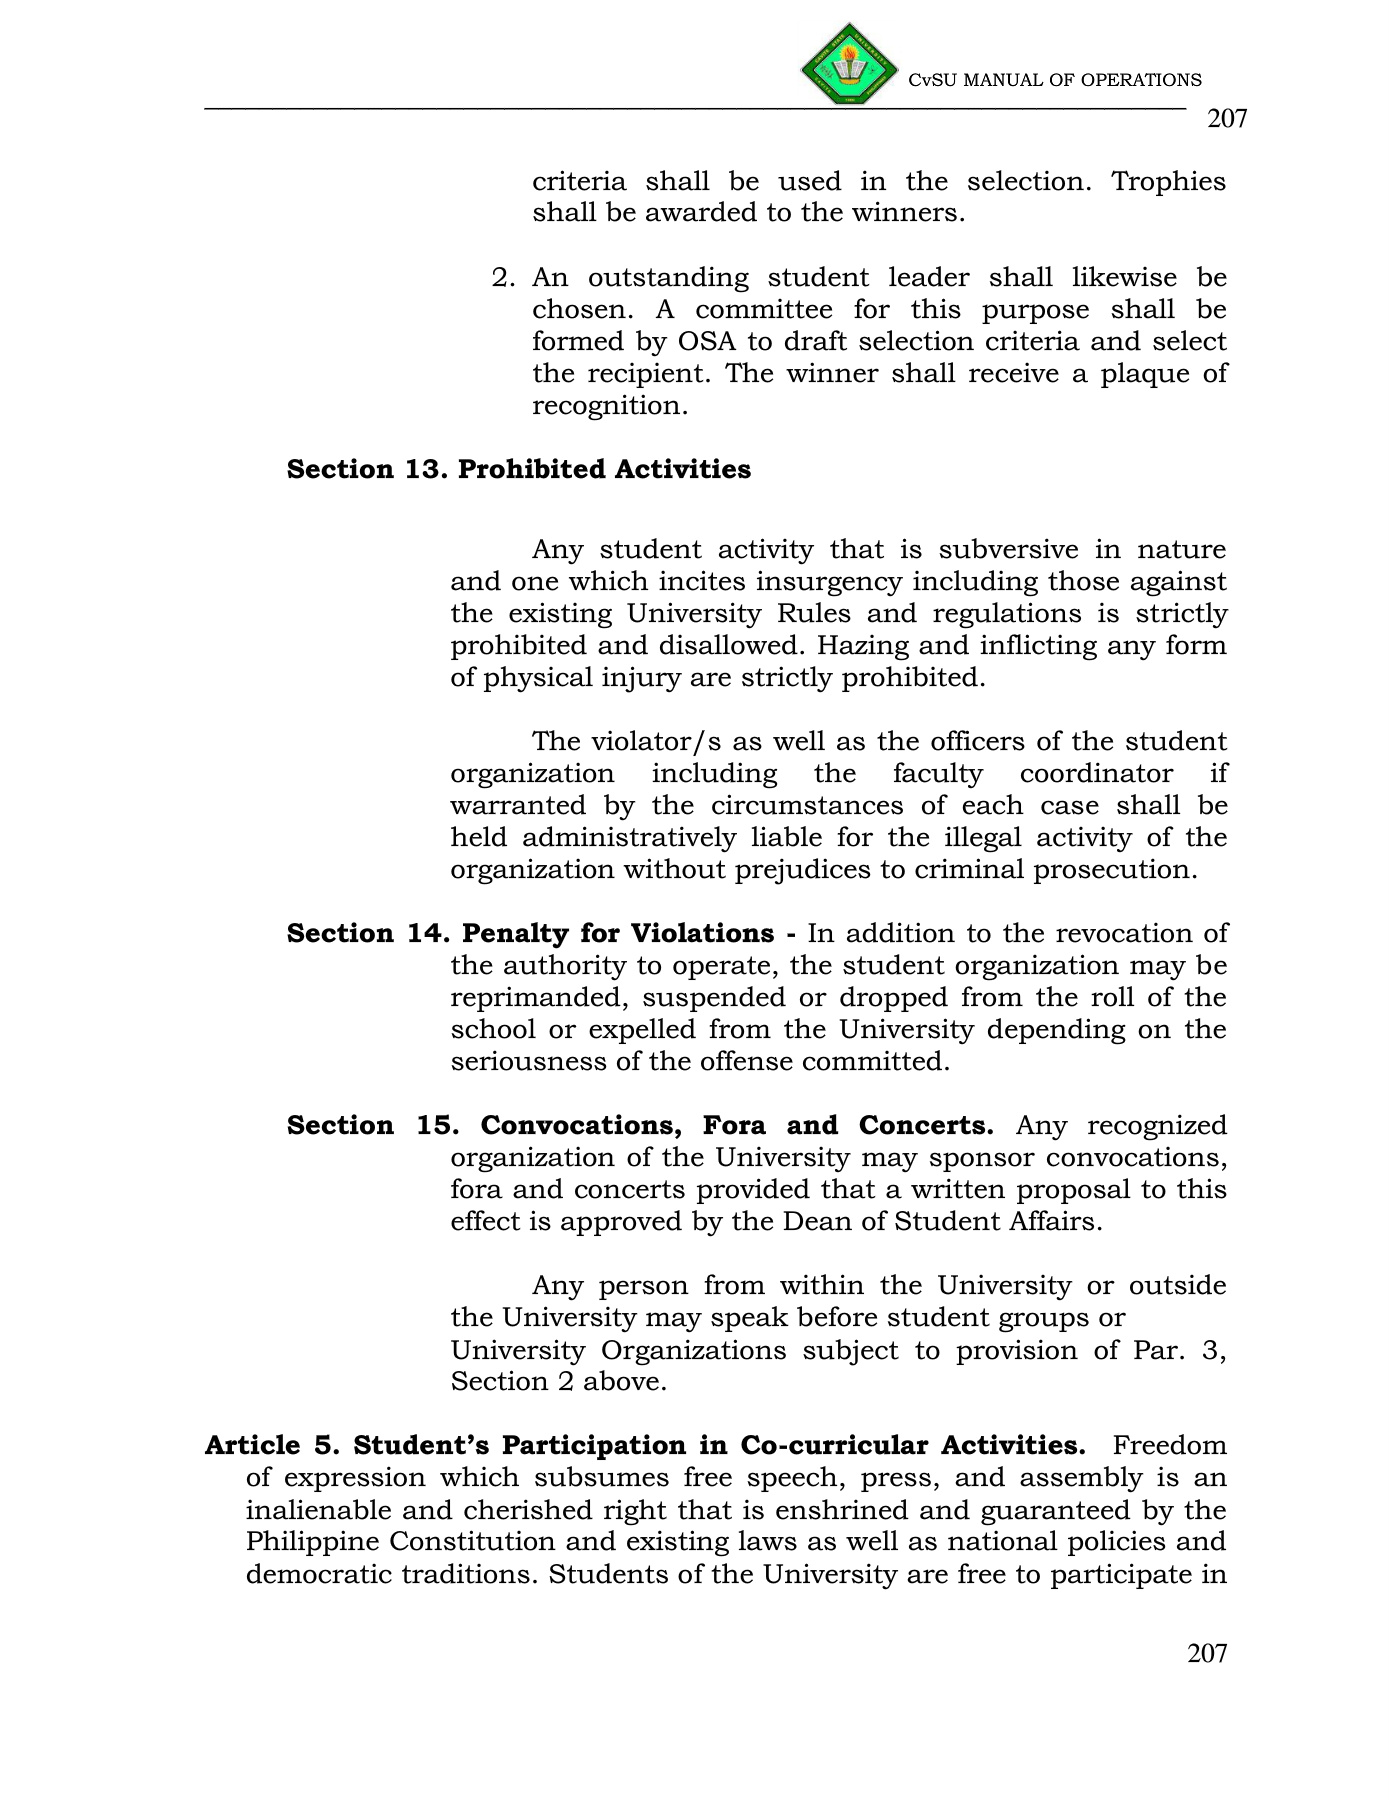 CvSU MANUAL OF OPERATIONS
207
criteria shall be used in the selection. Trophies
shall be awarded to the winners.
2. An outstanding student leader shall likewise be
chosen. A committee for this purpose shall be
formed by OSA to draft selection criteria and select
the recipient. The winner shall receive a plaque of
recognition.
Section 13. Prohibited Activities
Any student activity that is subversive in nature
and one which incites insurgency including those against
the existing University Rules and regulations is strictly
prohibited and disallowed. Hazing and inflicting any form
of physical injury are strictly prohibited.
The violator/s as well as the officers of the student
organization including the faculty coordinator if
warranted by the circumstances of each case shall be
held administratively liable for the illegal activity of the
organization without prejudices to criminal prosecution.
Section 14. Penalty for Violations - In addition to the revocation of
the authority to operate, the student organization may be
reprimanded, suspended or dropped from the roll of the
school or expelled from the University depending on the
seriousness of the offense committed.
Section 15. Convocations, Fora and Concerts. Any recognized
organization of the University may sponsor convocations,
fora and concerts provided that a written proposal to this
effect is approved by the Dean of Student Affairs.
Any person from within the University or outside
the University may speak before student groups or
University Organizations subject to provision of Par. 3,
Section 2 above.
Article 5. Student’s Participation in Co-curricular Activities. Freedom
of expression which subsumes free speech, press, and assembly is an
inalienable and cherished right that is enshrined and guaranteed by the
Philippine Constitution and existing laws as well as national policies and
democratic traditions. Students of the University are free to participate in
207